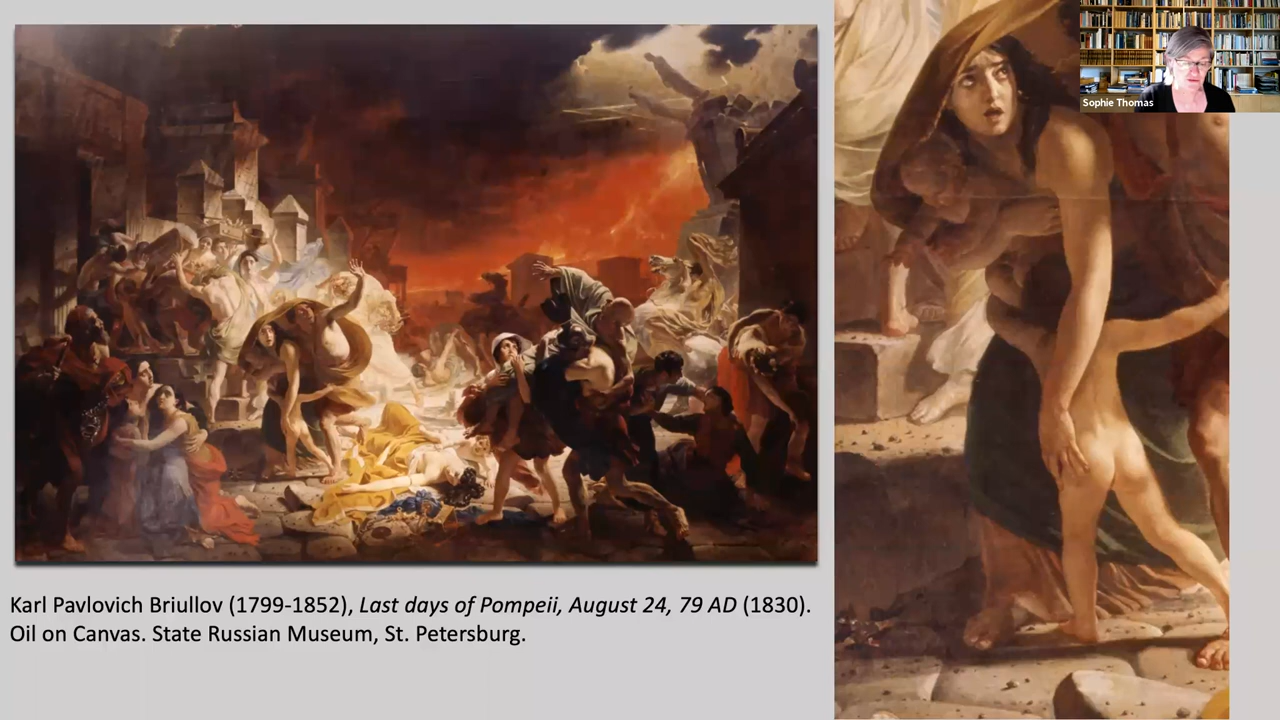 Sophie Thomas
Karl Pavlovich Briullov (1799-1852), Last days of Pompeii, August 24, 79 AD (1830).
Oil on Canvas. State Russian Museum, St. Petersburg.